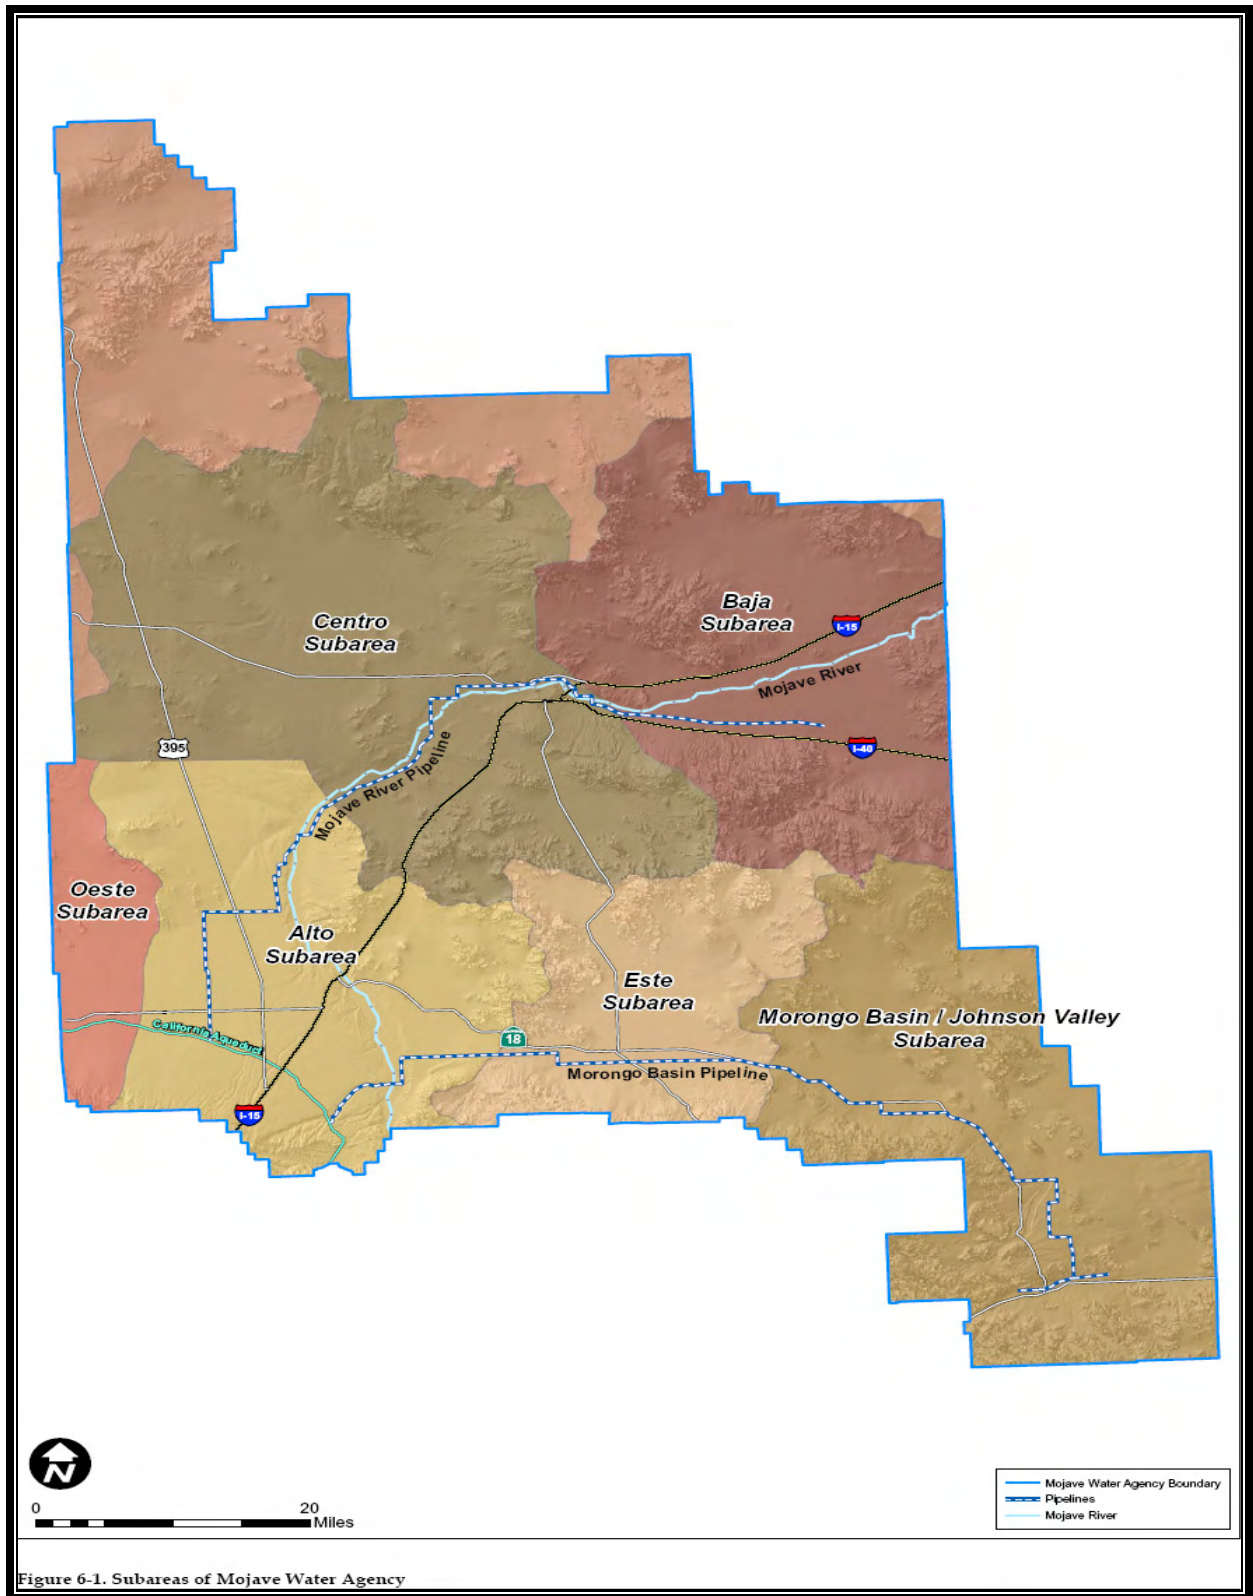 Centro
Subarea
Baja
Subarea
I-15
Mojave River
395
Mojave River Pipeline
I-40
Oeste
Subarea
Alto
Subarea
Este
Subarea
Morongo Basin / Johnson Valley
Subarea
California Aqueduct
18
Morongo Basin Pipeline
I-15
N
0 20
Miles
Mojave Water Agency Boundary
Pipelines
Mojave River
Figure 6-1. Subareas of Mojave Water Agency